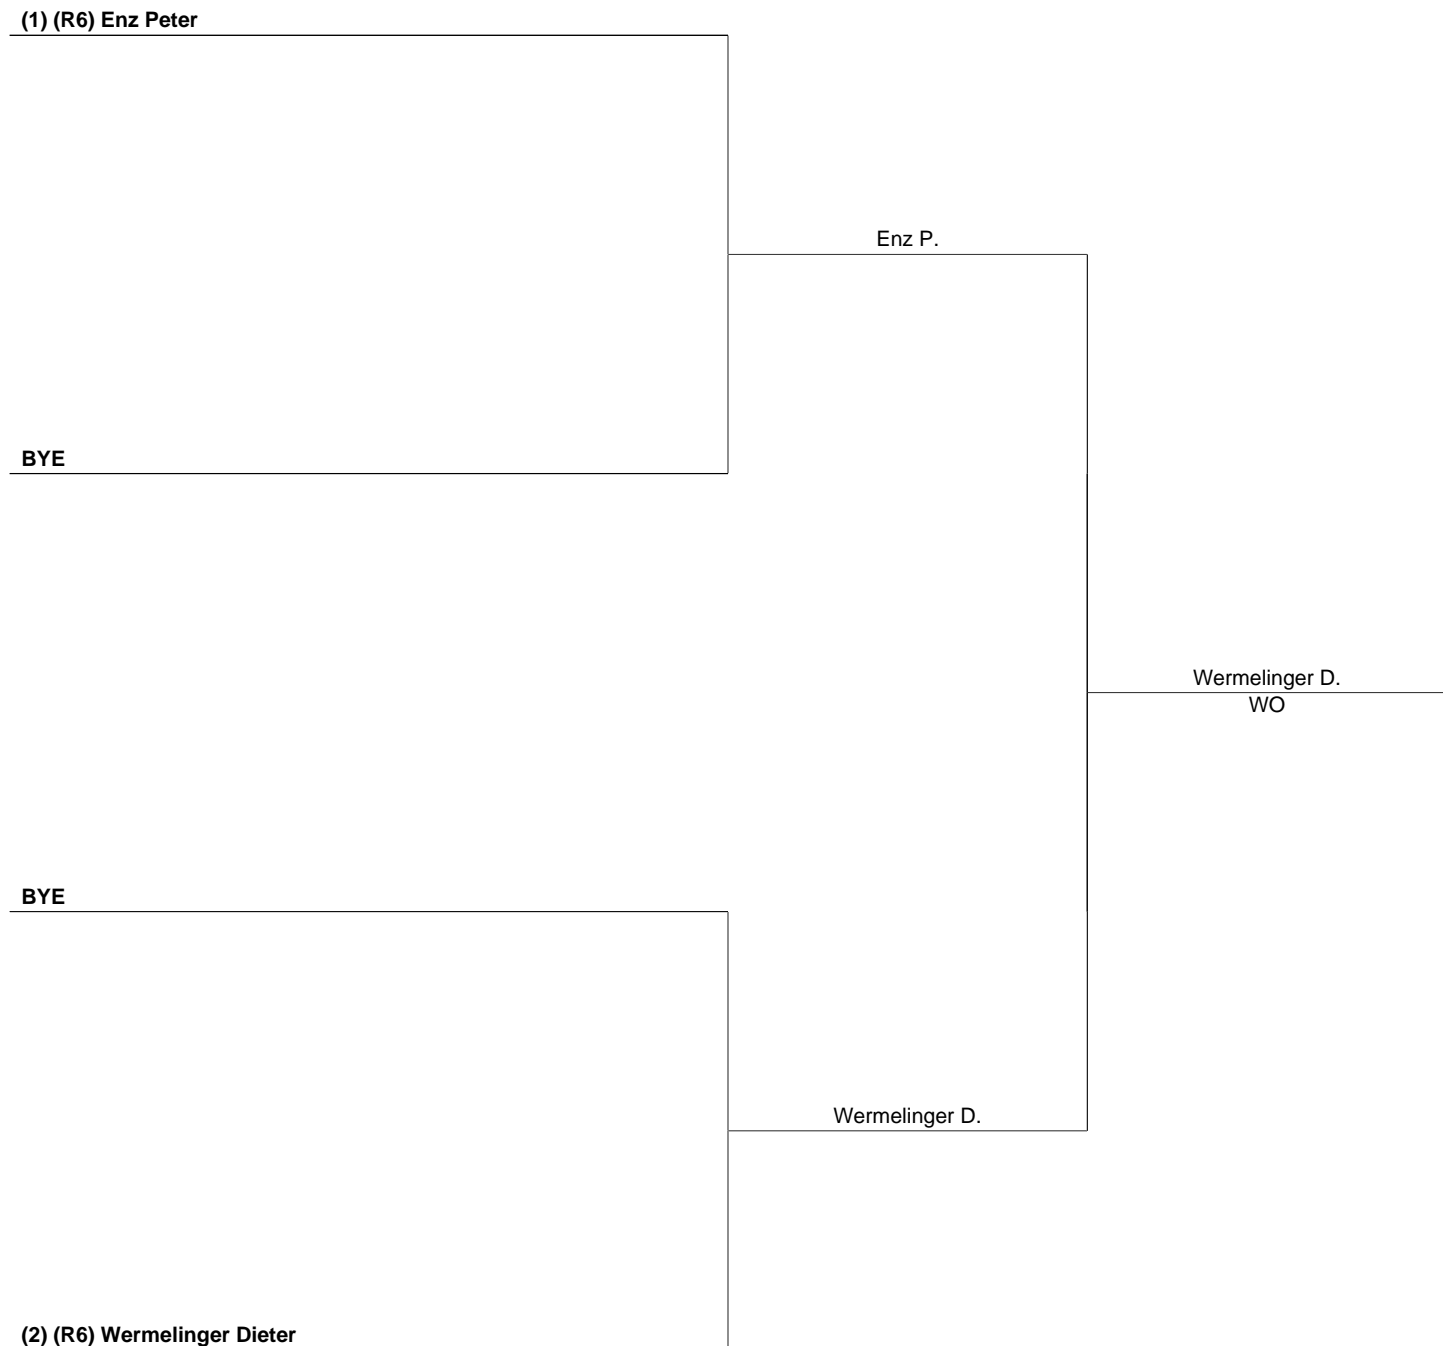 (1) (R6) Enz Peter
Enz P.
BYE
Wermelinger D.
WO
BYE
Wermelinger D.
(2) (R6) Wermelinger Dieter